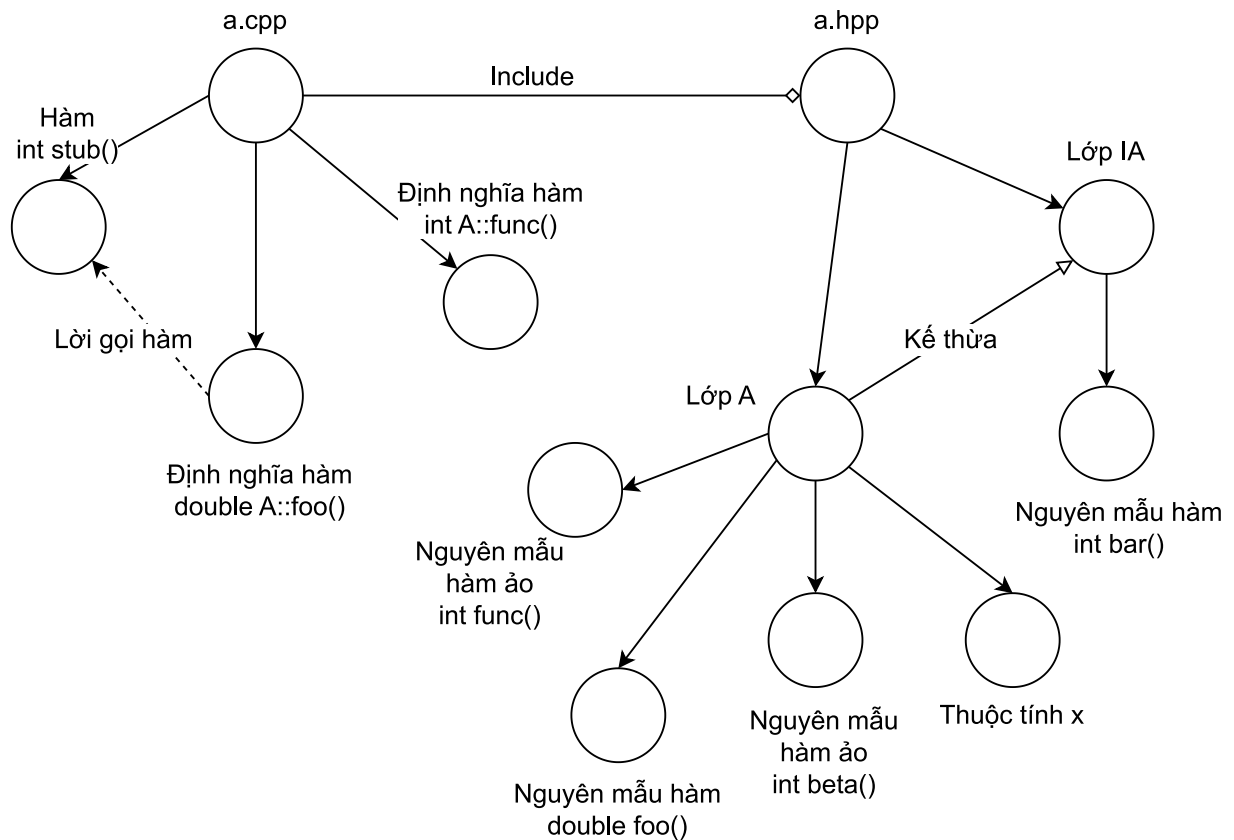 a.cpp
a.hpp
Include
Hàm
int stub()
Lớp IA
Định nghĩa hàm
int A::func()
Lời gọi hàm
Kế thừa
Lớp A
Định nghĩa hàm
double A::foo()
Nguyên mẫu hàm
int bar()
Nguyên mẫu
hàm ảo
int func()
Nguyên mẫu
hàm ảo
int beta()
Thuộc tính x
Nguyên mẫu hàm
double foo()